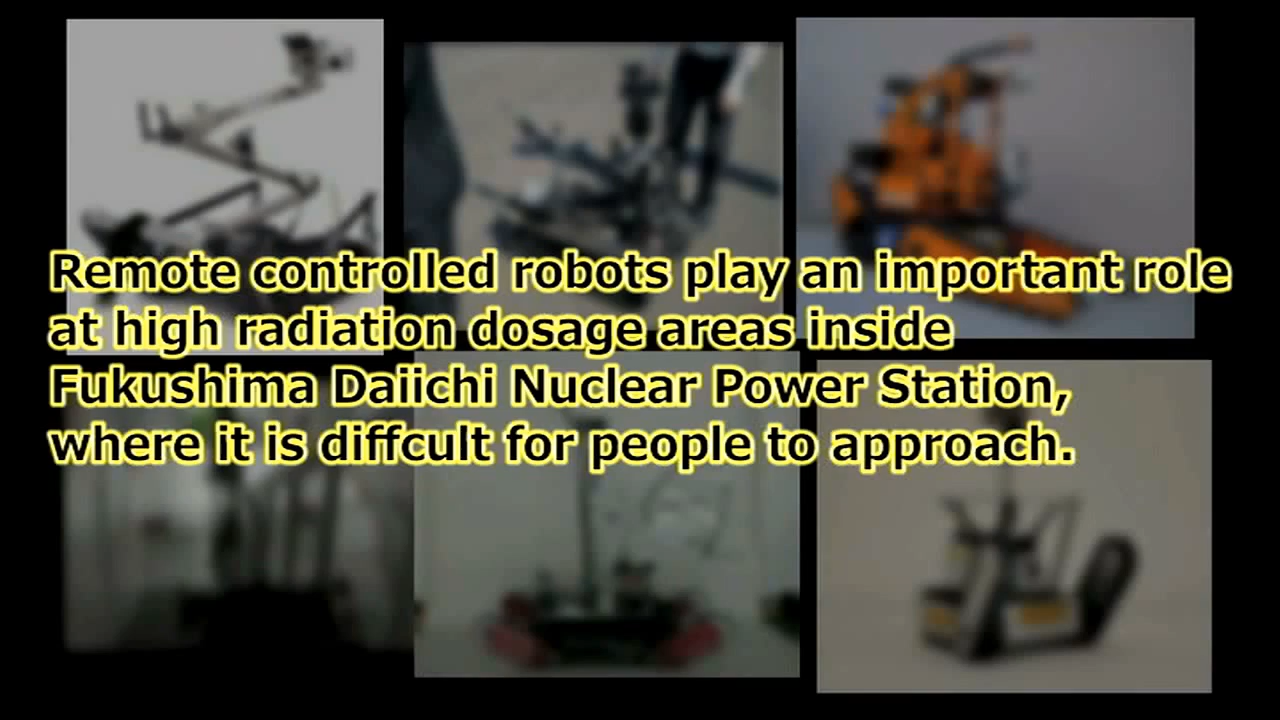 Remote controlled robots play an important role
at high radiation dosage areas inside
Fukushima Daiichi Nuclear Power Station,
where it is diffcult for people to approach.